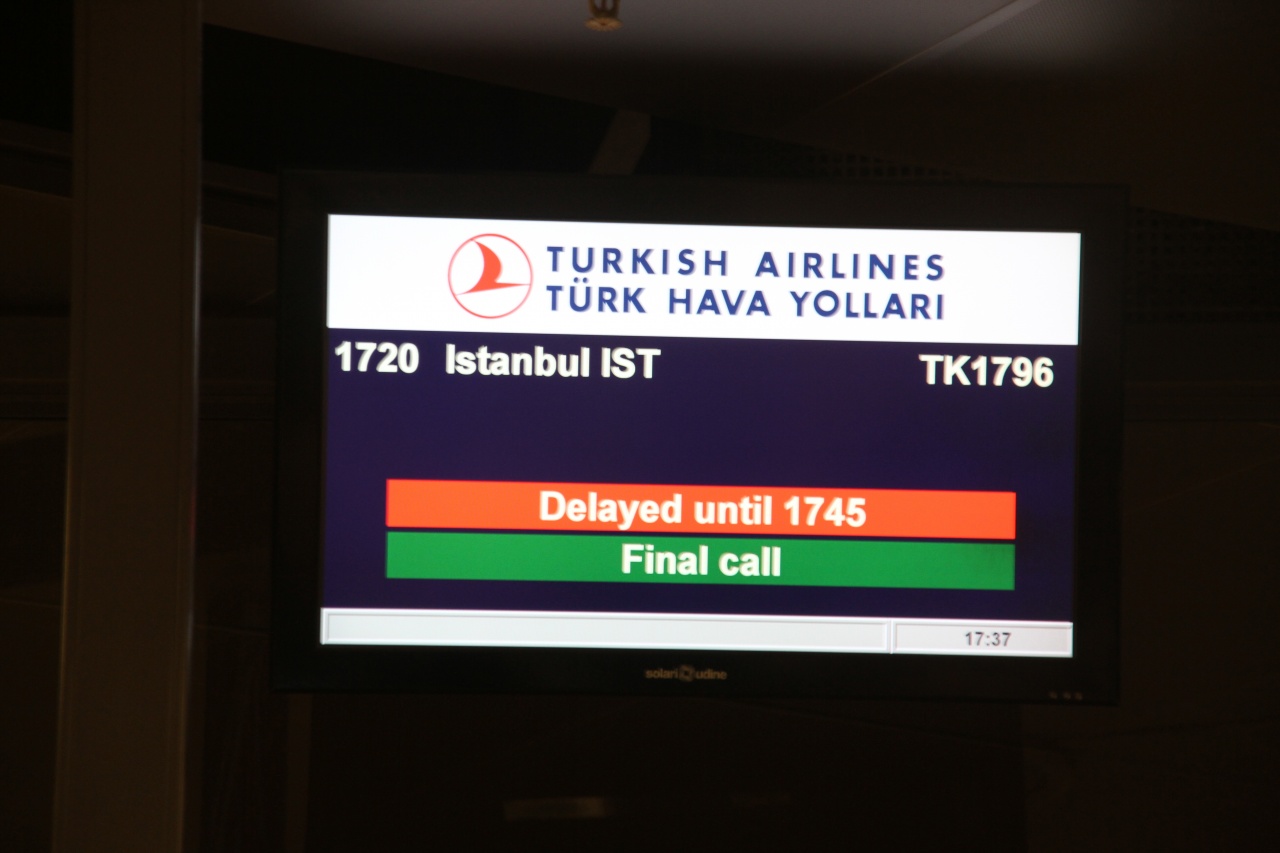 TURKISH AIRLINES
TÜRK HAVA YOLLARI
1720 Istanbul IST TK1796
Delayed until 1745
Final call
17:37
solari udine